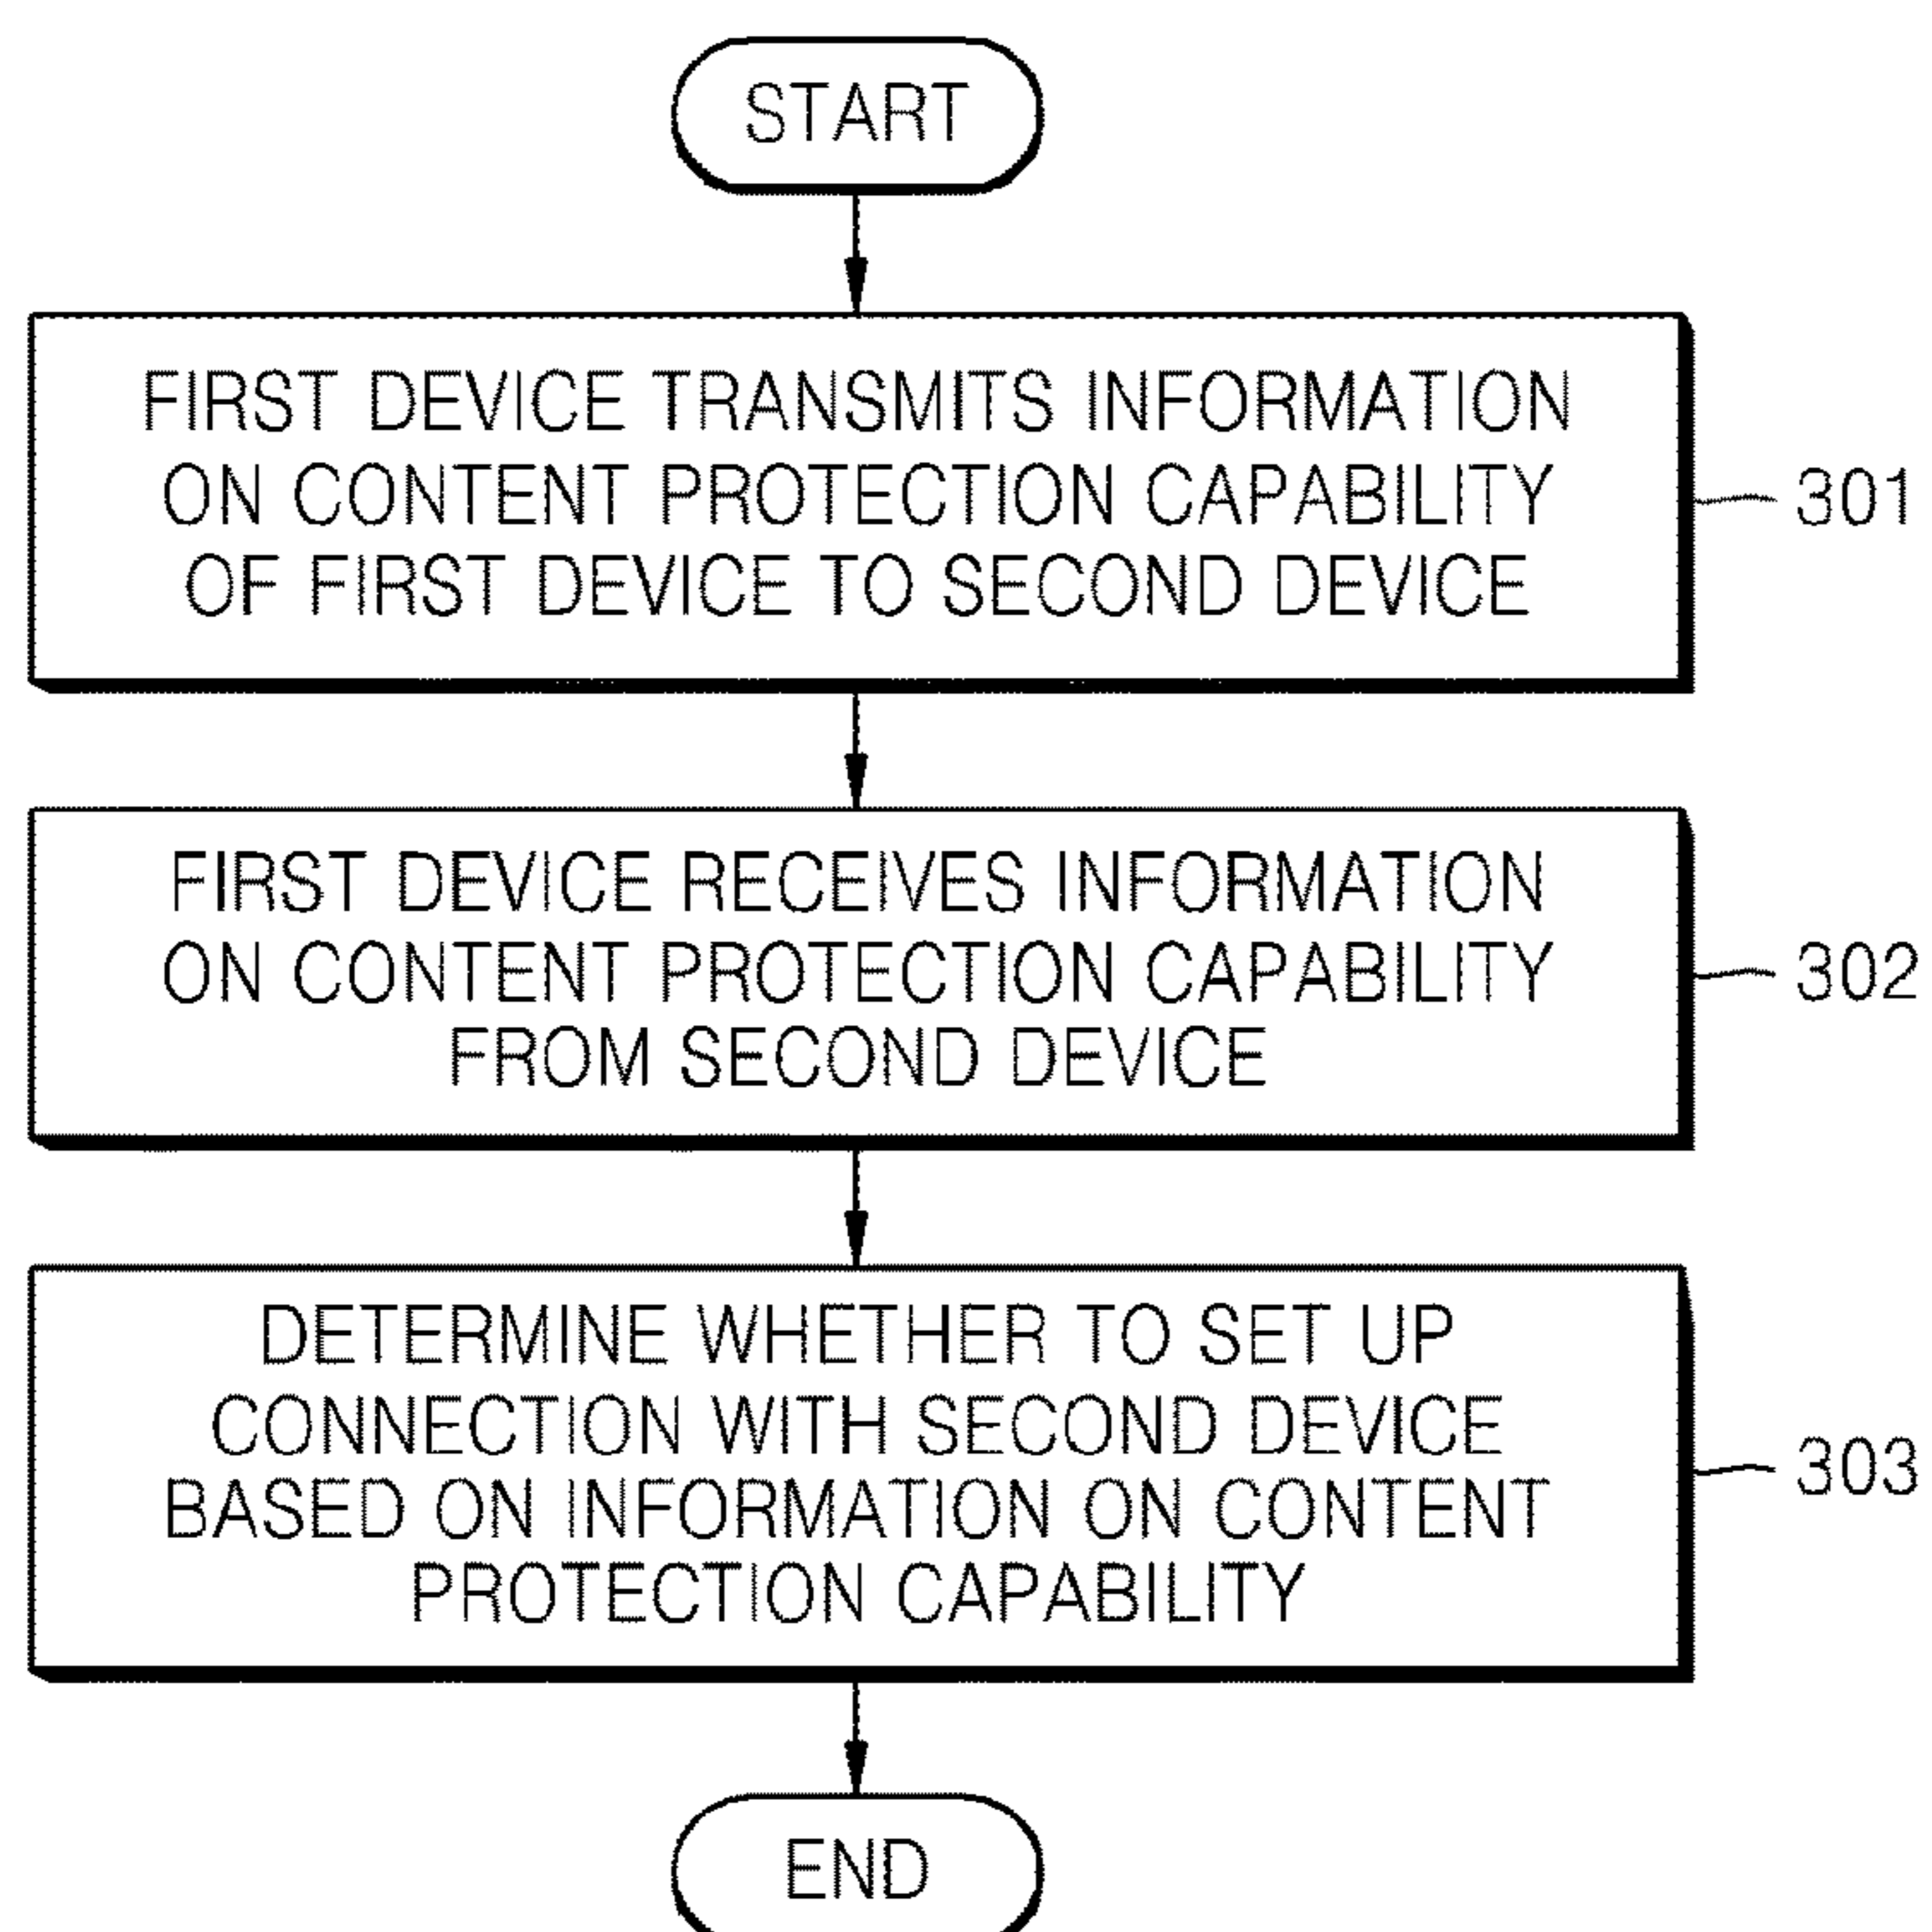 START
FIRST DEVICE TRANSMITS INFORMATION
ON CONTENT PROTECTION CAPABILITY
OF FIRST DEVICE TO SECOND DEVICE
301
FIRST DEVICE RECEIVES INFORMATION
ON CONTENT PROTECTION CAPABILITY
FROM SECOND DEVICE
302
DETERMINE WHETHER TO SET UP
CONNECTION WITH SECOND DEVICE
BASED ON INFORMATION ON CONTENT
PROTECTION CAPABILITY
303
END